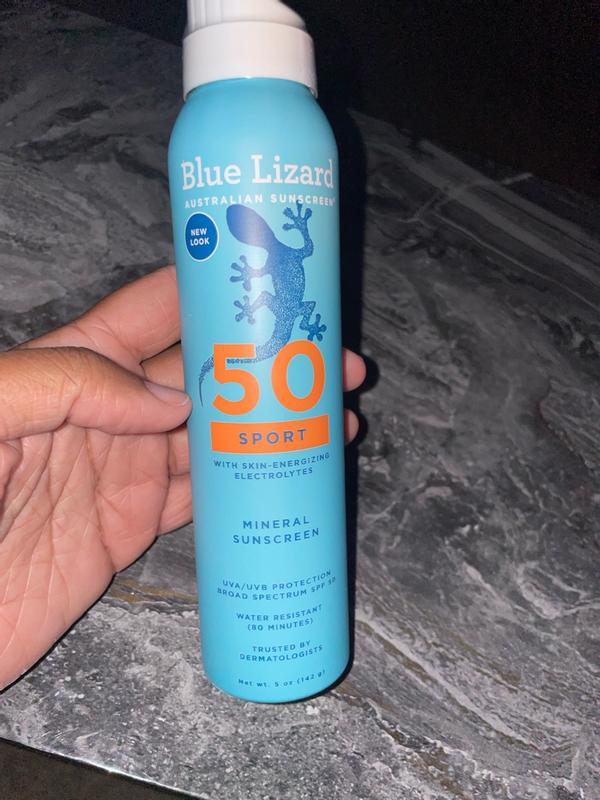 Blue Lizard
AUSTRALIAN SUNSCREEN®
NEW
LOOK
50
SPORT
WITH SKIN-ENERGIZING
ELECTROLYTES
MINERAL
SUNSCREEN
UVA/UVB PROTECTION
BROAD SPECTRUM SPF 50
WATER RESISTANT
(80 MINUTES)
TRUSTED BY
DERMATOLOGISTS
Net wt. 5 oz (142 g)